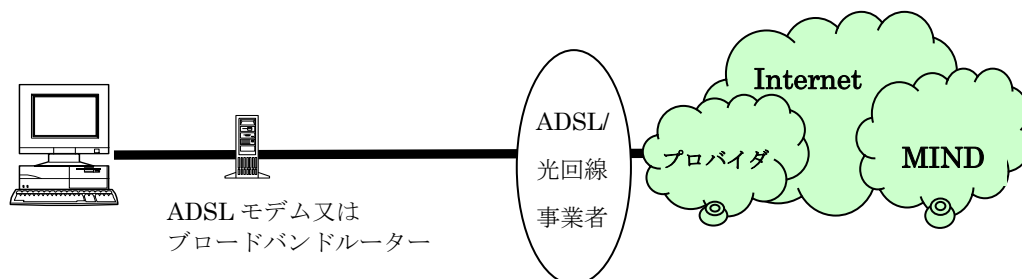 ADSL モデム又は
ブロードバンドルーター
ADSL/
光回線
事業者
Internet
プロバイダ
MIND